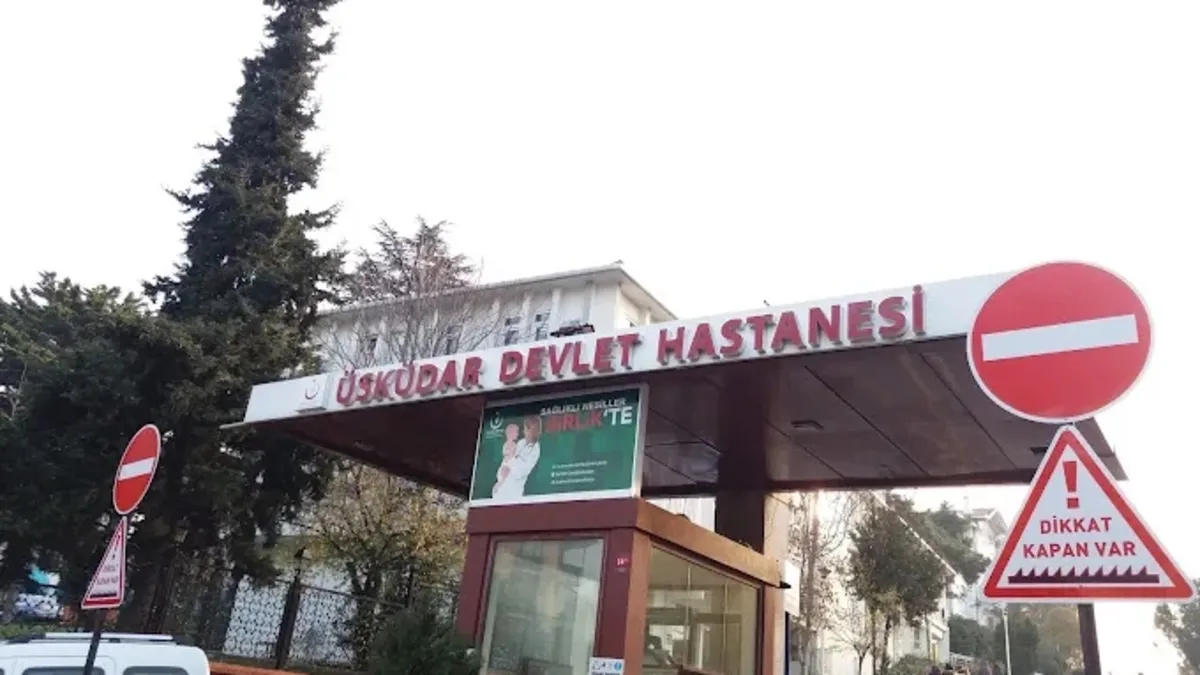 ÜSKÜDAR DEVLET HASTANESİ
SAĞLIKLI NESİLLER
BİRLİK'TE
DİKKAT
KAPAN VAR